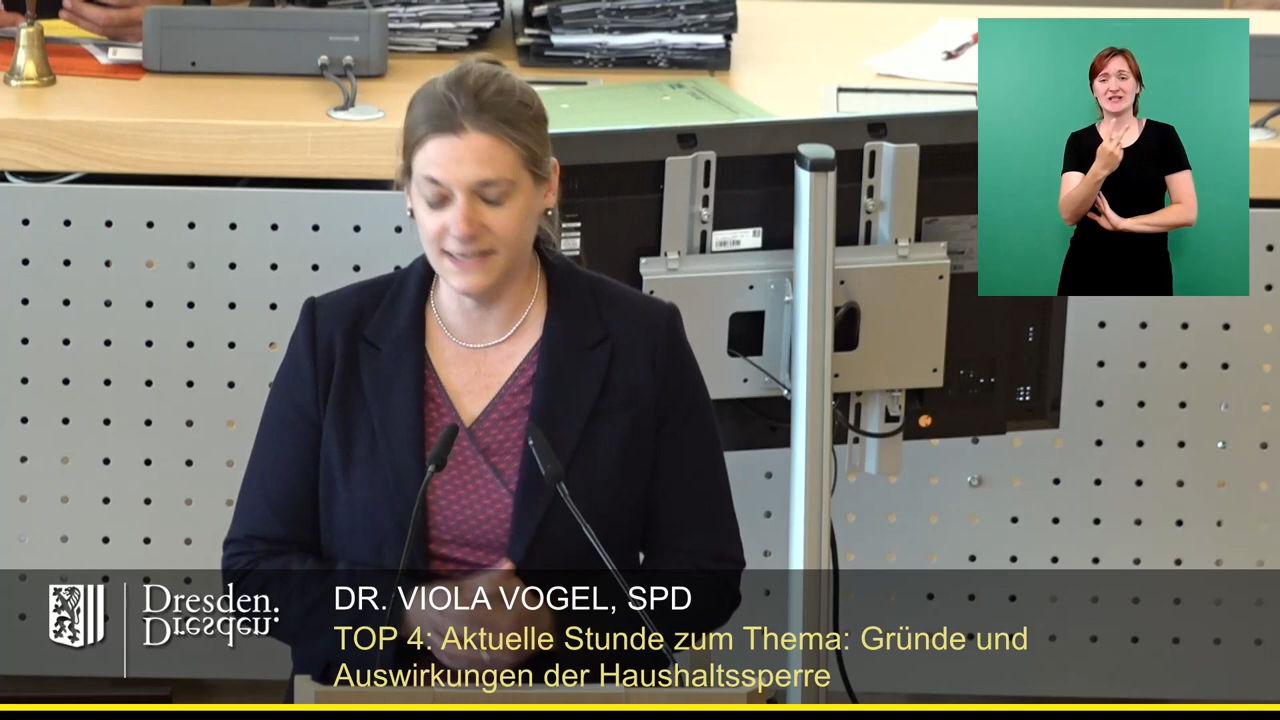 Dresden.
Dresden.
DR. VIOLA VOGEL, SPD
TOP 4: Aktuelle Stunde zum Thema: Gründe und
Auswirkungen der Haushaltssperre